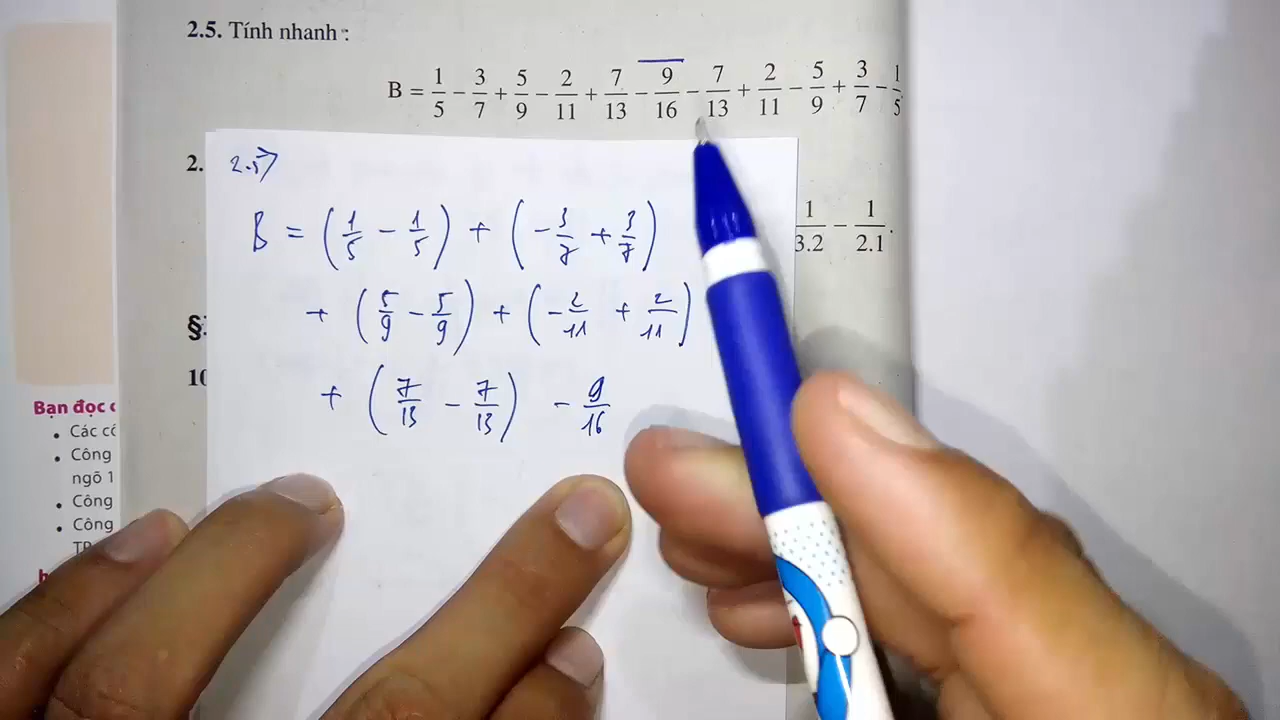 2.5. Tính nhanh :
B = 1/5 − 3/7 + 5/9 − 2/11 + 7/13 − 9/16 − 7/13 + 2/11 − 5/9 + 3/7 − 1/5
2.
2.5>
B = (1/5 − 1/5) + (−3/7 + 3/7)
+ (5/9 − 5/9) + (−2/11 + 2/11)
+ (7/13 − 7/13) − 9/16
1/3.2 − 1/2.1.
§
10
Bạn đọc c
• Các cô
• Công
ngõ 1
• Công
• Công